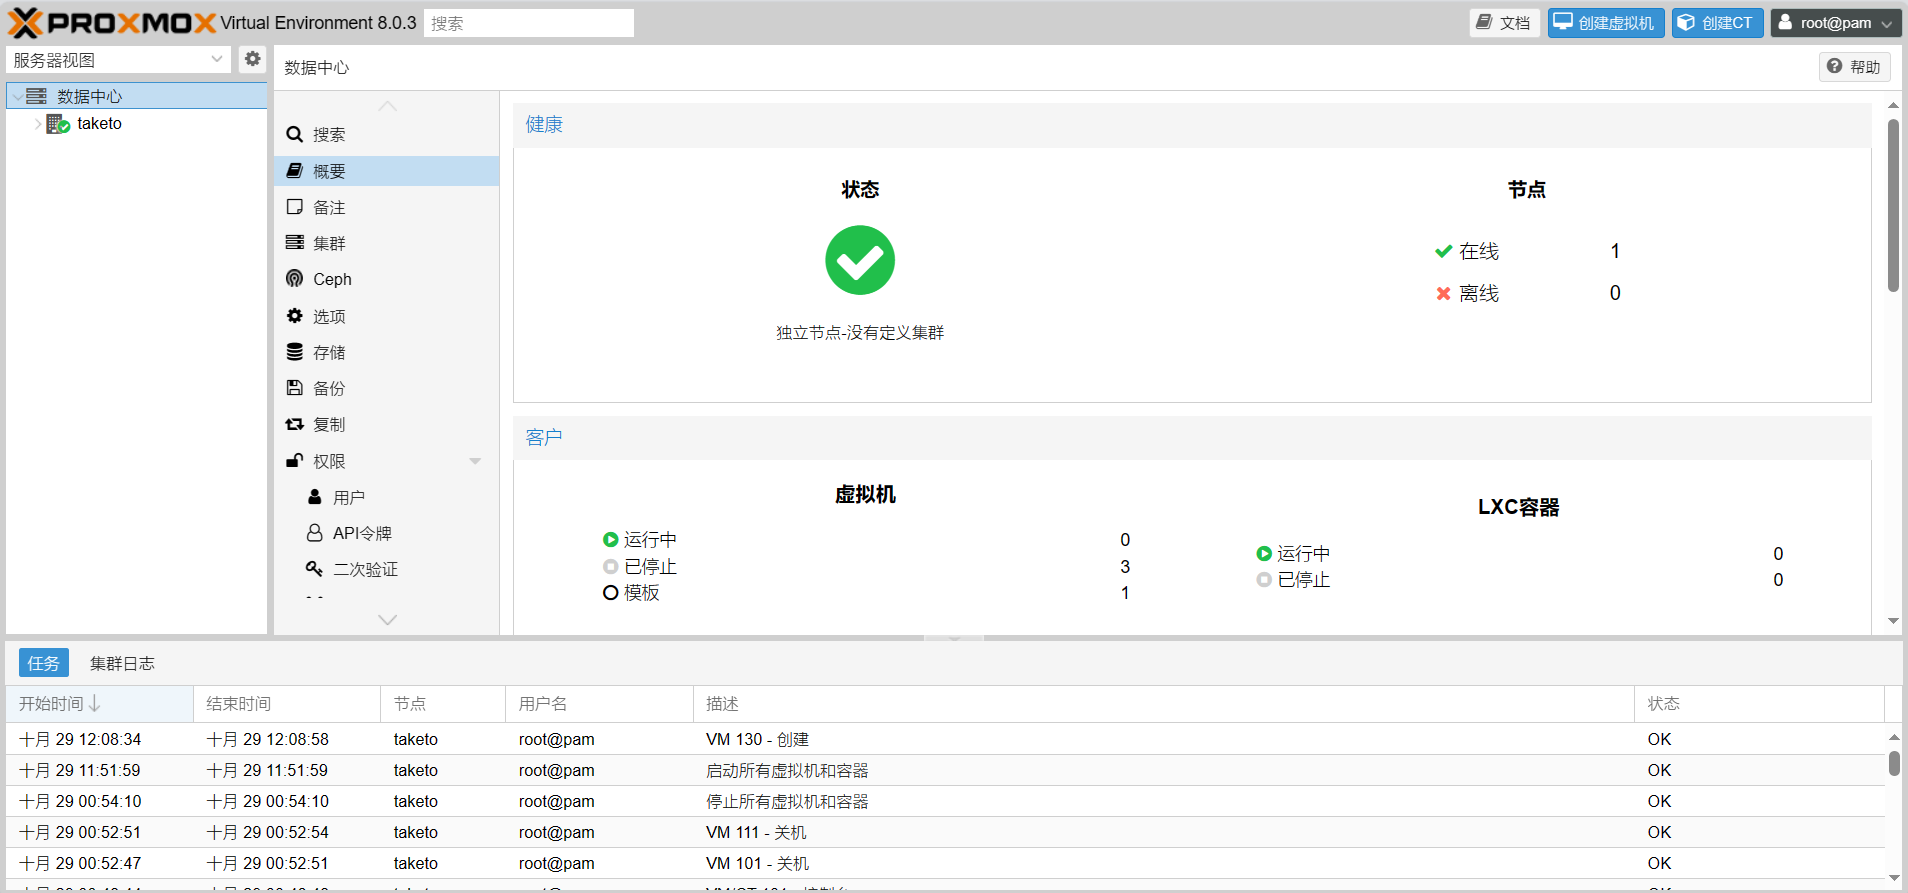 PROXMOX Virtual Environment 8.0.3 搜索 文档 创建虚拟机 创建CT root@pam
服务器视图
数据中心
taketo
数据中心 帮助
搜索
概要
备注
集群
Ceph
选项
存储
备份
复制
权限
用户
API令牌
二次验证
健康
状态
独立节点-没有定义集群
节点
在线 1
离线 0
客户
虚拟机
运行中 0
已停止 3
模板 1
LXC容器
运行中 0
已停止 0
任务 集群日志
开始时间 结束时间 节点 用户名 描述 状态
十月 29 12:08:34 十月 29 12:08:58 taketo root@pam VM 130 - 创建 OK
十月 29 11:51:59 十月 29 11:51:59 taketo root@pam 启动所有虚拟机和容器 OK
十月 29 00:54:10 十月 29 00:54:10 taketo root@pam 停止所有虚拟机和容器 OK
十月 29 00:52:51 十月 29 00:52:54 taketo root@pam VM 111 - 关机 OK
十月 29 00:52:47 十月 29 00:52:51 taketo root@pam VM 101 - 关机 OK